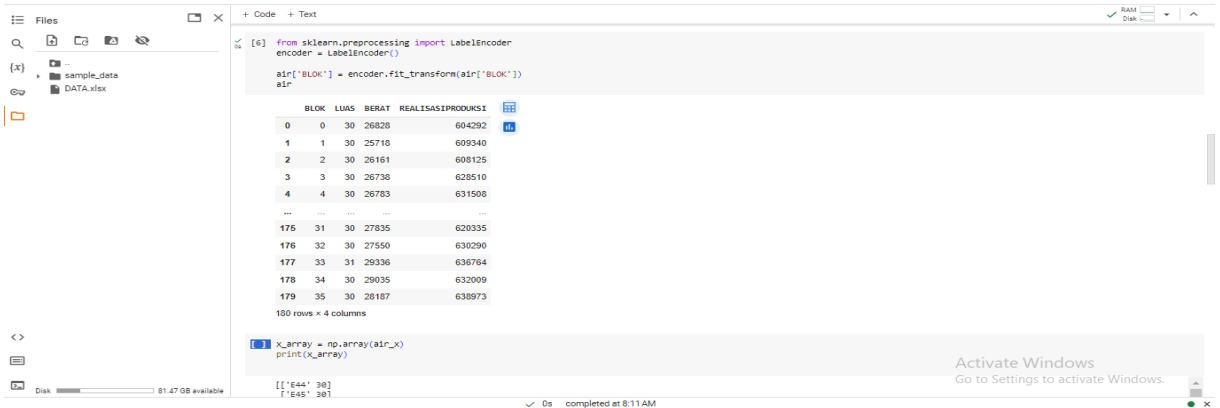 Files
+ Code + Text
RAM
Disk
..
sample_data
DATA.xlsx
{x}
<>
Disk 81.47 GB available
0s
[6] from sklearn.preprocessing import LabelEncoder
encoder = LabelEncoder()
air['BLOK'] = encoder.fit_transform(air['BLOK'])
air
BLOK LUAS BERAT REALISASIPRODUKSI
0 0 30 26828 604292
1 1 30 25718 609340
2 2 30 26161 608125
3 3 30 26738 628510
4 4 30 26783 631508
... ... ... ... ...
175 31 30 27835 620335
176 32 30 27550 630290
177 33 31 29336 636764
178 34 30 29035 632009
179 35 30 28187 638973
180 rows × 4 columns
[ ] x_array = np.array(air_x)
print(x_array)
[['E44' 30]
['E45' 30]
Activate Windows
Go to Settings to activate Windows.
0s completed at 8:11 AM